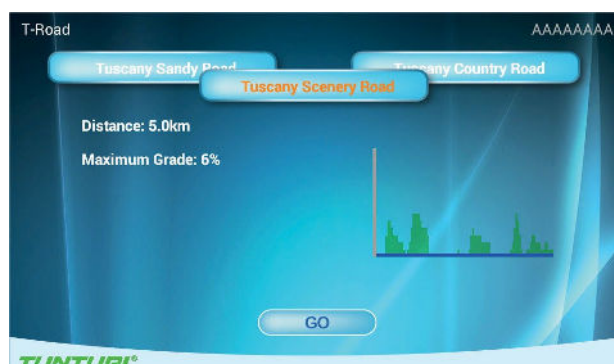 T-Road AAAAAAAA
Tuscany Sandy Road Tuscany Country Road
Tuscany Scenery Road
Distance: 5.0km
Maximum Grade: 6%
GO
TUNTURI®